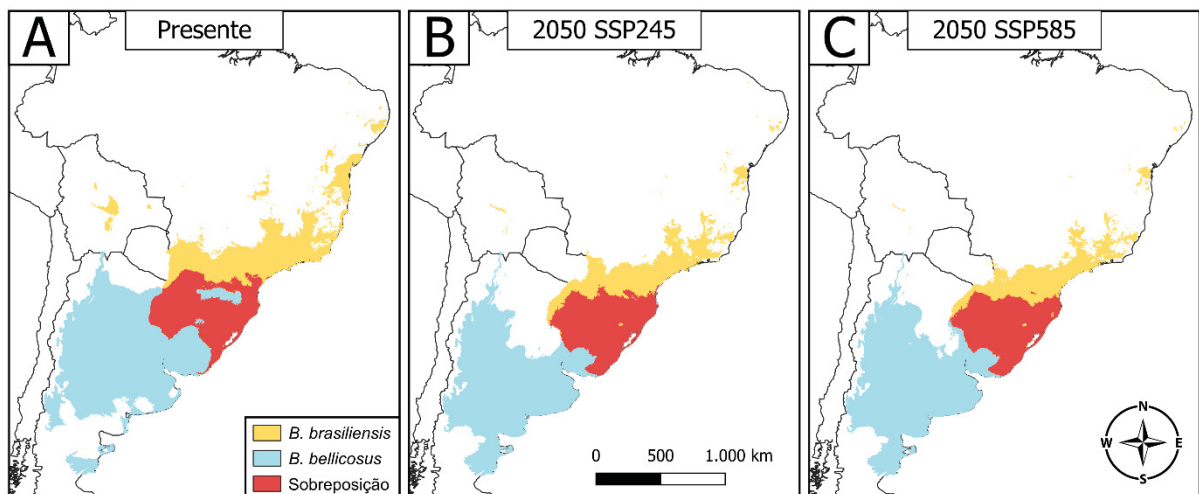 A
Presente
B. brasiliensis
B. bellicosus
Sobreposição
B
2050 SSP245
0 500 1.000 km
C
2050 SSP585
N
W E
S